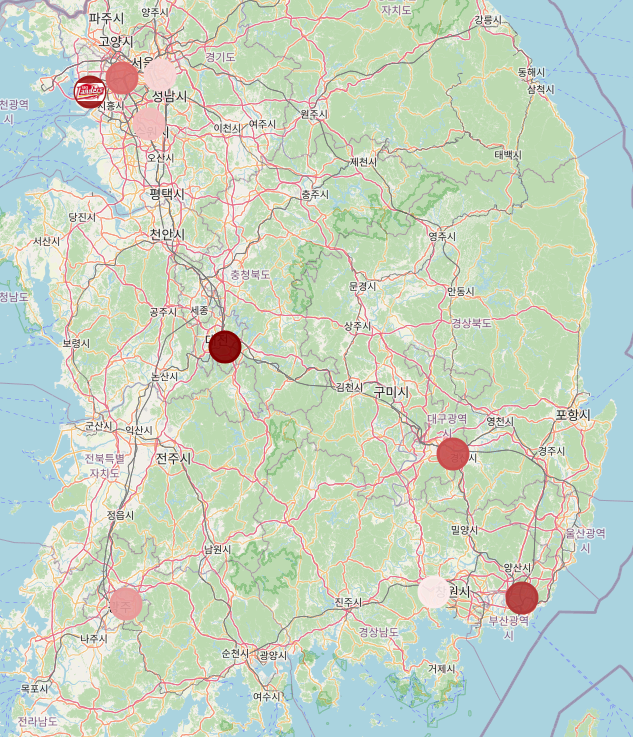 자치도
양주시
파주시
강릉시
고양시
경기도
동해시
성남시
삼척시
천광역
시
시흥시
이천시
여주시
원주시
오산시
제천시
태백시
평택시
충주시
당진시
천안시
영주시
서산시
충청북도
문경시
안동시
청남도
공주시
세종
상주시
경상북도
보령시
논산시
김천시
구미시
포항시
군산시
익산시
대구광역
영천시
경주시
전북특별
자치도
전주시
정읍시
밀양시
울산광역
시
남원시
양산시
진주시
부산광역
시
나주시
경상남도
순천시
광양시
거제시
목포시
여수시
전라남도